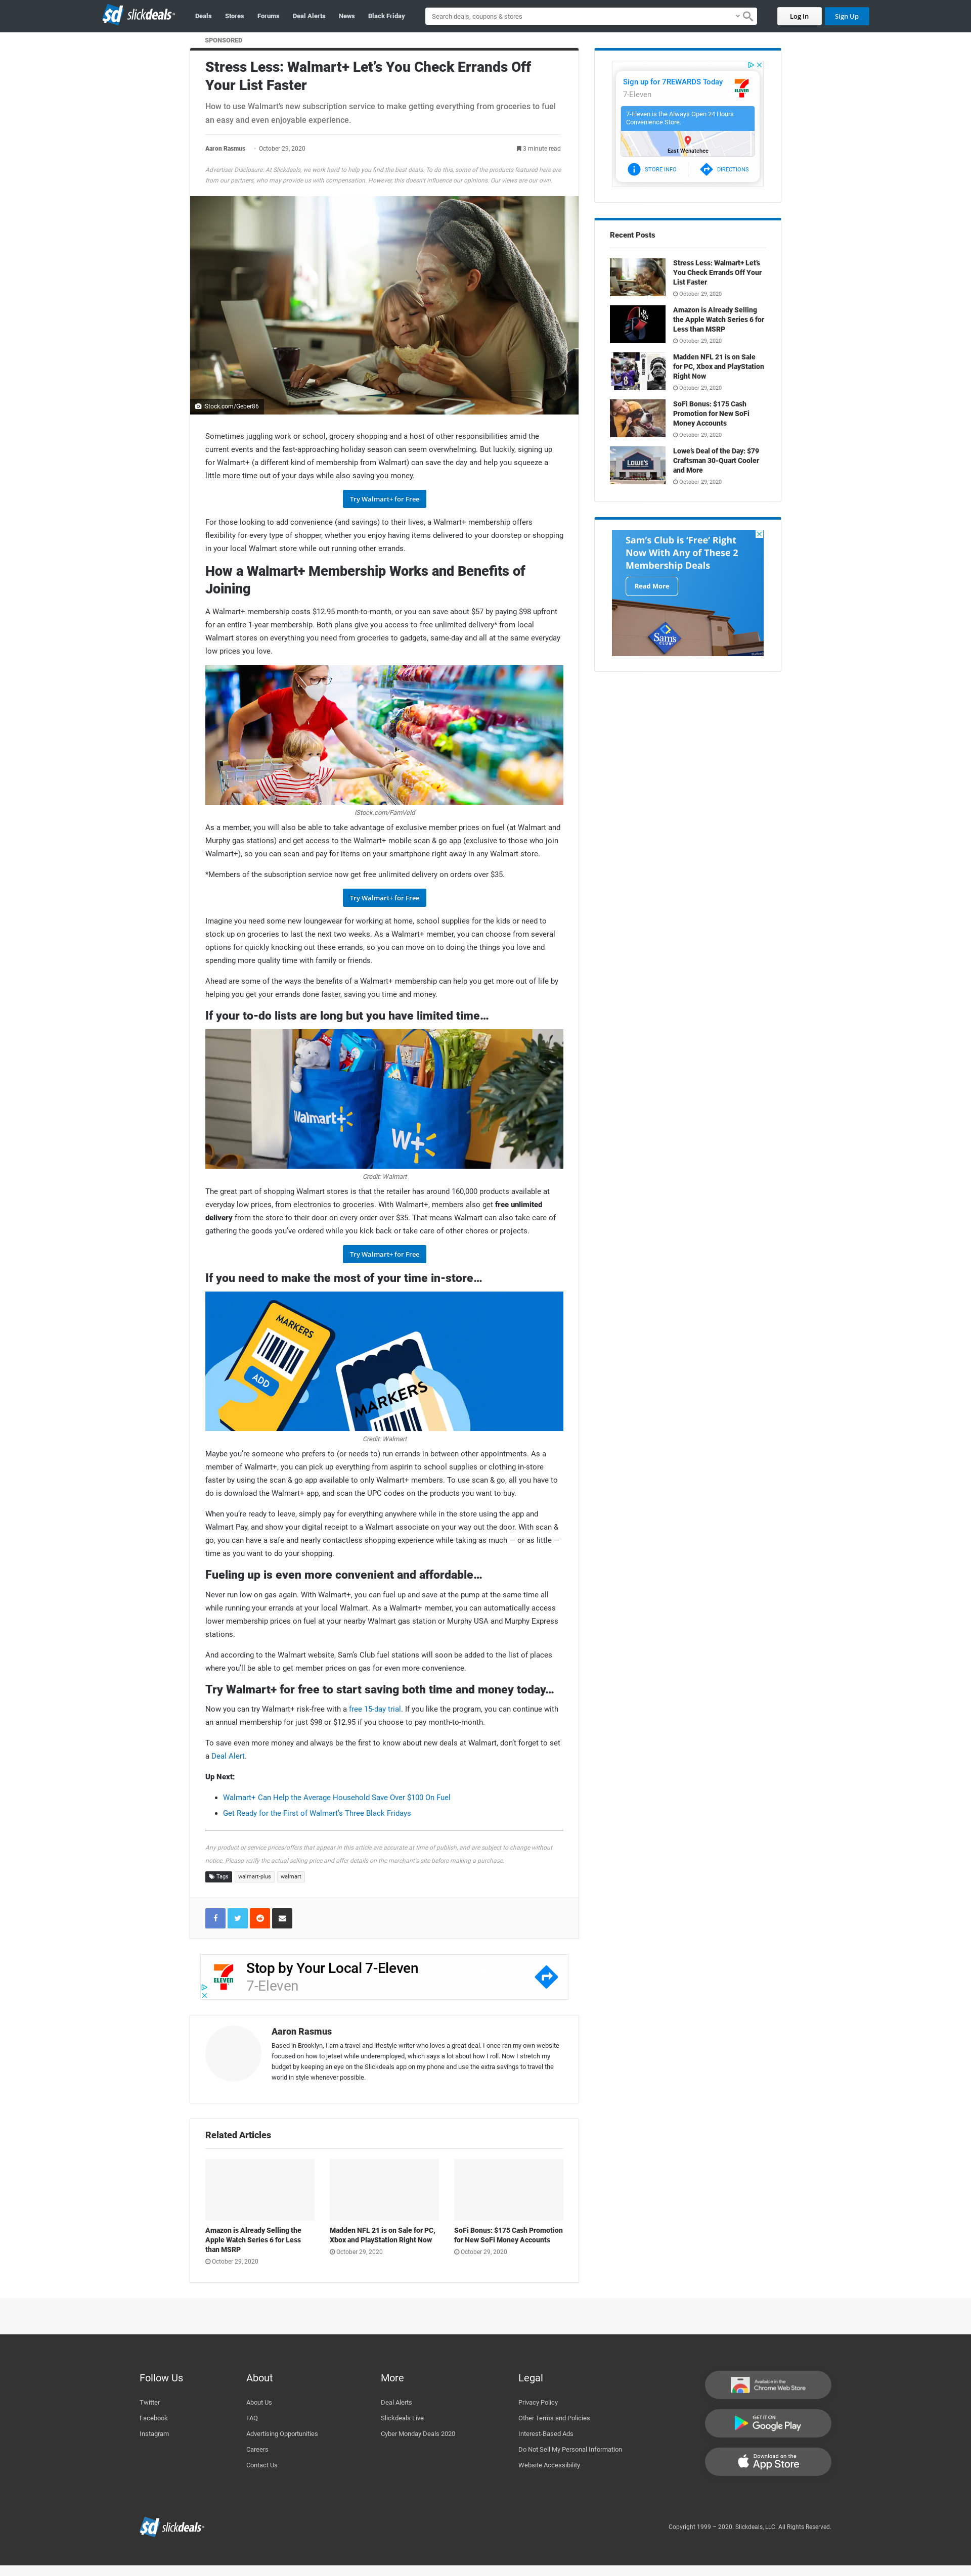 sd slickdeals
Deals Stores Forums Deal Alerts News Black Friday
Search deals, coupons & stores
Log In
Sign Up
SPONSORED
Stress Less: Walmart+ Let's You Check Errands Off
Your List Faster
How to use Walmart's new subscription service to make getting everything from groceries to fuel
an easy and even enjoyable experience.
Aaron Rasmus · October 29, 2020
3 minute read
Advertiser Disclosure: At Slickdeals, we work hard to help you find the best deals. To do this, some of the products featured here are
from our partners, who may provide us with compensation. However, this doesn't influence our opinions. Our views are our own.
iStock.com/Geber86
Sometimes juggling work or school, grocery shopping and a host of other responsibilities amid the
current events and the fast-approaching holiday season can seem overwhelming. But luckily, signing up
for Walmart+ (a different kind of membership from Walmart) can save the day and help you squeeze a
little more time out of your days while also saving you money.
Try Walmart+ for Free
For those looking to add convenience (and savings) to their lives, a Walmart+ membership offers
flexibility for every type of shopper, whether you enjoy having items delivered to your doorstep or shopping
in your local Walmart store while out running other errands.
How a Walmart+ Membership Works and Benefits of
Joining
A Walmart+ membership costs $12.95 month-to-month, or you can save about $57 by paying $98 upfront
for an entire 1-year membership. Both plans give you access to free unlimited delivery* from local
Walmart stores on everything you need from groceries to gadgets, same-day and all at the same everyday
low prices you love.
iStock.com/FamVeld
As a member, you will also be able to take advantage of exclusive member prices on fuel (at Walmart and
Murphy gas stations) and get access to the Walmart+ mobile scan & go app (exclusive to those who join
Walmart+), so you can scan and pay for items on your smartphone right away in any Walmart store.
*Members of the subscription service now get free unlimited delivery on orders over $35.
Try Walmart+ for Free
Imagine you need some new loungewear for working at home, school supplies for the kids or need to
stock up on groceries to last the next two weeks. As a Walmart+ member, you can choose from several
options for quickly knocking out these errands, so you can move on to doing the things you love and
spending more quality time with family or friends.
Ahead are some of the ways the benefits of a Walmart+ membership can help you get more out of life by
helping you get your errands done faster, saving you time and money.
If your to-do lists are long but you have limited time…
Walmart+
W+
Credit: Walmart
The great part of shopping Walmart stores is that the retailer has around 160,000 products available at
everyday low prices, from electronics to groceries. With Walmart+, members also get free unlimited
delivery from the store to their door on every order over $35. That means Walmart can also take care of
gathering the goods you've ordered while you kick back or take care of other chores or projects.
Try Walmart+ for Free
If you need to make the most of your time in-store…
MARKERS
ADD
MARKERS
Credit: Walmart
Maybe you're someone who prefers to (or needs to) run errands in between other appointments. As a
member of Walmart+, you can pick up everything from aspirin to school supplies or clothing in-store
faster by using the scan & go app available to only Walmart+ members. To use scan & go, all you have to
do is download the Walmart+ app, and scan the UPC codes on the products you want to buy.
When you're ready to leave, simply pay for everything anywhere while in the store using the app and
Walmart Pay, and show your digital receipt to a Walmart associate on your way out the door. With scan &
go, you can have a safe and nearly contactless shopping experience while taking as much — or as little —
time as you want to do your shopping.
Fueling up is even more convenient and affordable…
Never run low on gas again. With Walmart+, you can fuel up and save at the pump at the same time all
while running your errands at your local Walmart. As a Walmart+ member, you can automatically access
lower membership prices on fuel at your nearby Walmart gas station or Murphy USA and Murphy Express
stations.
And according to the Walmart website, Sam's Club fuel stations will soon be added to the list of places
where you'll be able to get member prices on gas for even more convenience.
Try Walmart+ for free to start saving both time and money today…
Now you can try Walmart+ risk-free with a free 15-day trial. If you like the program, you can continue with
an annual membership for just $98 or $12.95 if you choose to pay month-to-month.
To save even more money and always be the first to know about new deals at Walmart, don't forget to set
a Deal Alert.
Up Next:
Walmart+ Can Help the Average Household Save Over $100 On Fuel
Get Ready for the First of Walmart's Three Black Fridays
Any product or service prices/offers that appear in this article are accurate at time of publish, and are subject to change without
notice. Please verify the actual selling price and offer details on the merchant's site before making a purchase.
Tags walmart-plus walmart
7 ELEVEN
Stop by Your Local 7-Eleven
7-Eleven
Aaron Rasmus
Based in Brooklyn, I am a travel and lifestyle writer who loves a great deal. I once ran my own website
focused on how to jetset while underemployed, which says a lot about how I roll. Now I stretch my
budget by keeping an eye on the Slickdeals app on my phone and use the extra savings to travel the
world in style whenever possible.
Related Articles
Amazon is Already Selling the
Apple Watch Series 6 for Less
than MSRP
October 29, 2020
Madden NFL 21 is on Sale for PC,
Xbox and PlayStation Right Now
October 29, 2020
SoFi Bonus: $175 Cash Promotion
for New SoFi Money Accounts
October 29, 2020
Sign up for 7REWARDS Today
7-Eleven
7 ELEVEN
7-Eleven is the Always Open 24 Hours
Convenience Store.
East Wenatchee
STORE INFO
DIRECTIONS
Recent Posts
Stress Less: Walmart+ Let's
You Check Errands Off Your
List Faster
October 29, 2020
Amazon is Already Selling
the Apple Watch Series 6 for
Less than MSRP
October 29, 2020
Madden NFL 21 is on Sale
for PC, Xbox and PlayStation
Right Now
October 29, 2020
SoFi Bonus: $175 Cash
Promotion for New SoFi
Money Accounts
October 29, 2020
LOWE'S
Lowe's Deal of the Day: $79
Craftsman 30-Quart Cooler
and More
October 29, 2020
Sam's Club is 'Free' Right
Now With Any of These 2
Membership Deals
Read More
Sam's
CLUB
Follow Us
Twitter
Facebook
Instagram
About
About Us
FAQ
Advertising Opportunities
Careers
Contact Us
More
Deal Alerts
Slickdeals Live
Cyber Monday Deals 2020
Legal
Privacy Policy
Other Terms and Policies
Interest-Based Ads
Do Not Sell My Personal Information
Website Accessibility
Available in the
Chrome Web Store
GET IT ON
Google Play
Download on the
App Store
sd slickdeals
Copyright 1999 – 2020. Slickdeals, LLC. All Rights Reserved.